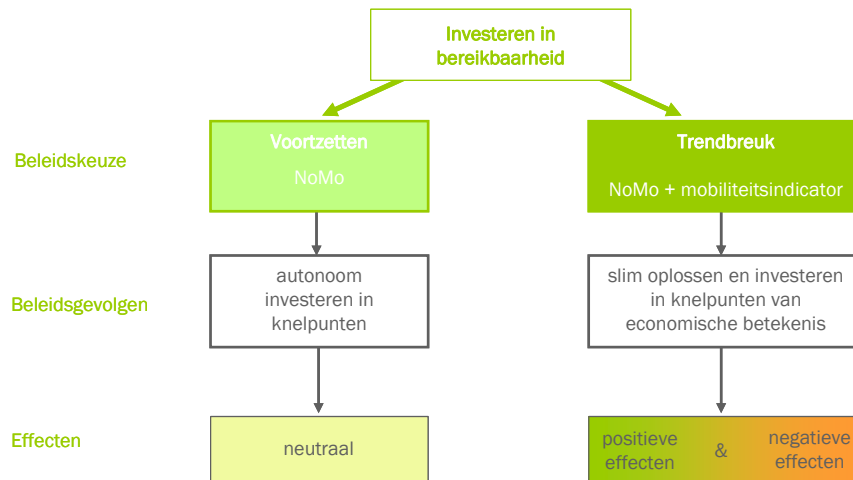 Investeren in
bereikbaarheid
Beleidskeuze
Voortzetten
NoMo
Trendbreuk
NoMo + mobiliteitsindicator
Beleidsgevolgen
autonoom
investeren in
knelpunten
slim oplossen en investeren
in knelpunten van
economische betekenis
Effecten
neutraal
positieve
effecten
&
negatieve
effecten